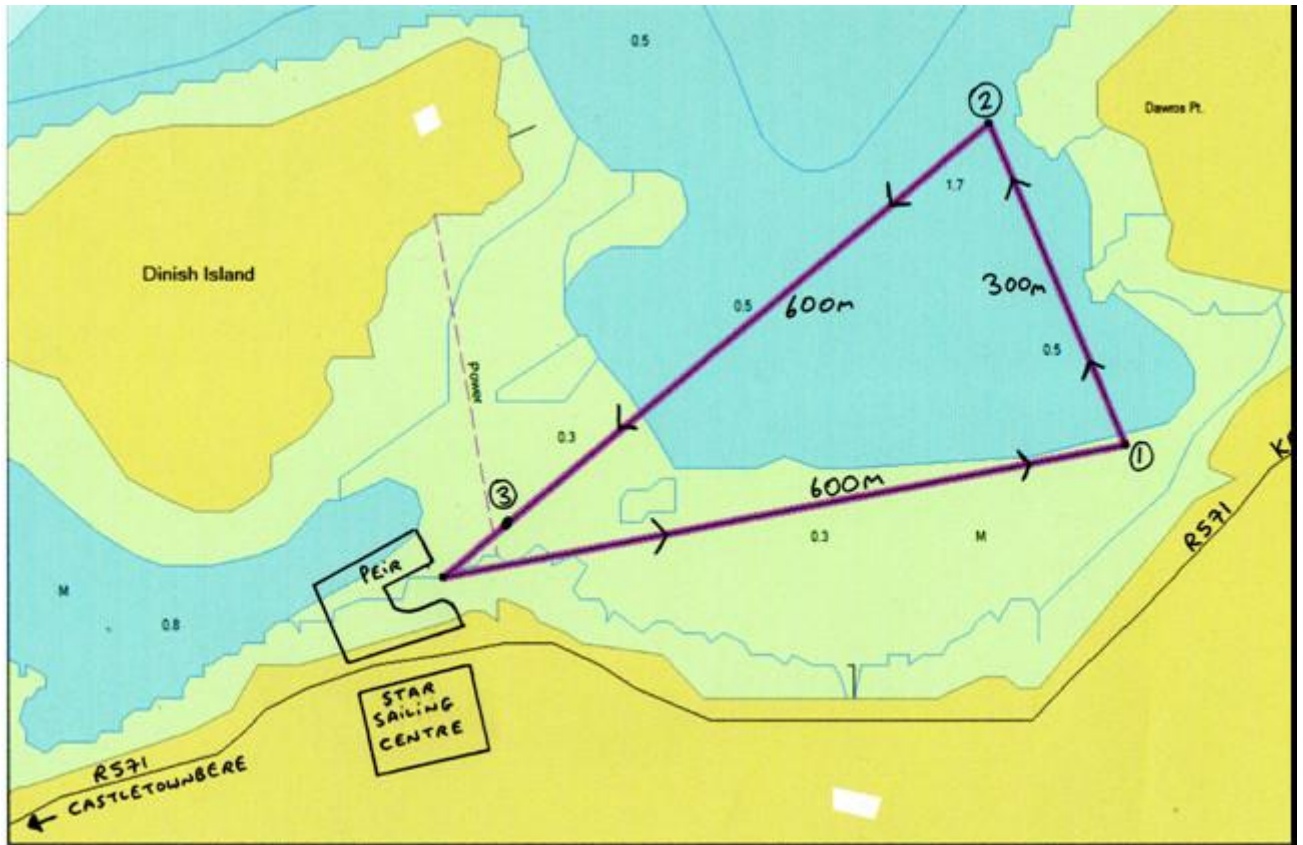 0.5
②
Dawros Pt.
1.7
Dinish Island
300m
0.5
600m
0.5
Power
0.3
①
600m
③
R571
0.3
M
PEIR
M
0.8
STAR
SAILING
CENTRE
R571
CASTLETOWNBERE